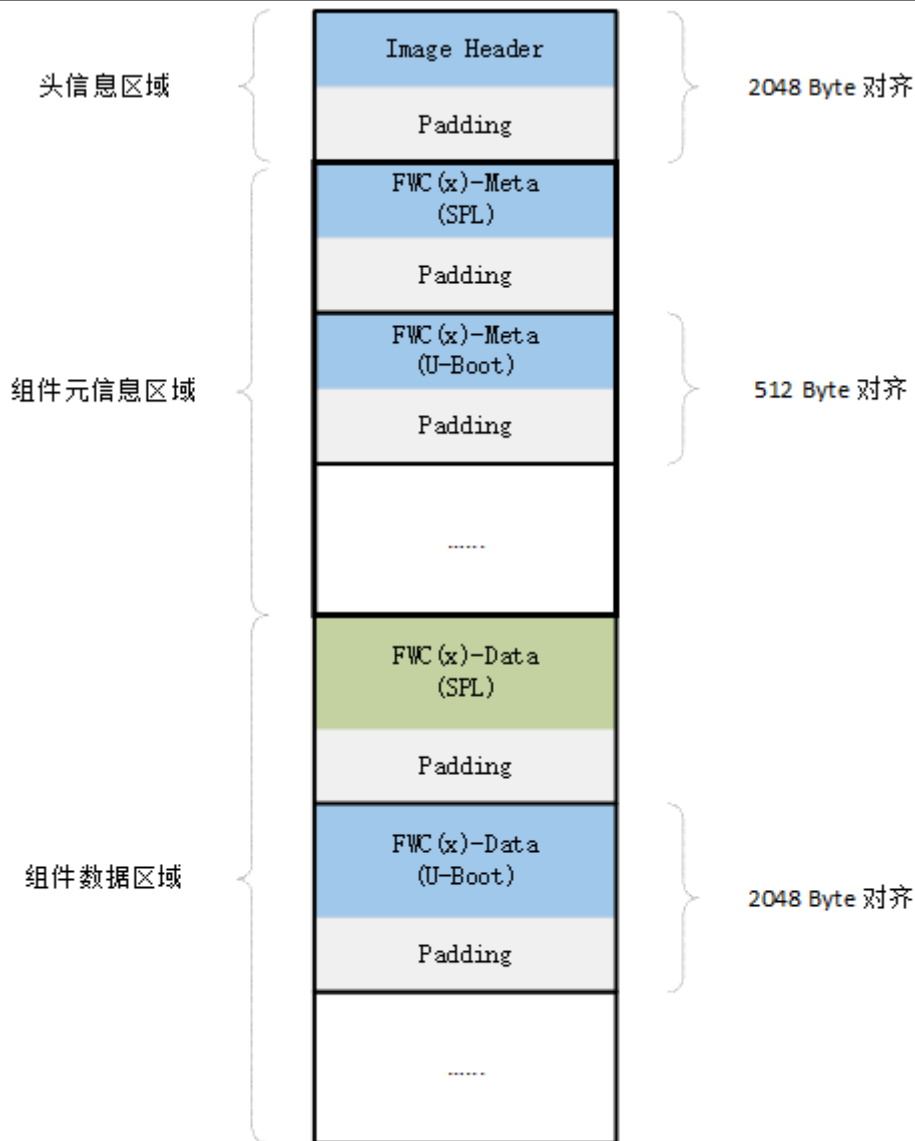 Image Header
头信息区域
2048 Byte 对齐
Padding
FWC(x)-Meta
(SPL)
Padding
FWC(x)-Meta
(U-Boot)
组件元信息区域
512 Byte 对齐
Padding
......
FWC(x)-Data
(SPL)
Padding
FWC(x)-Data
(U-Boot)
组件数据区域
2048 Byte 对齐
Padding
......